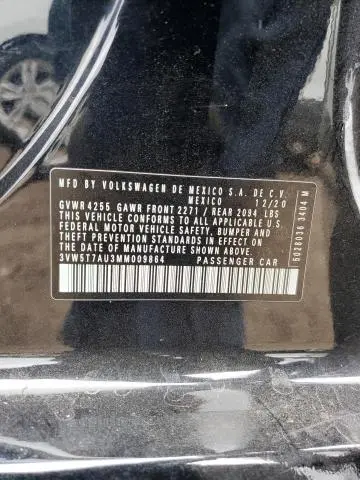 MFD BY VOLKSWAGEN DE MEXICO S.A. DE C.V.
MEXICO 12/20
GVWR 4255 GAWR FRONT 2271 / REAR 2094 LBS
THIS VEHICLE CONFORMS TO ALL APPLICABLE U.S.
FEDERAL MOTOR VEHICLE SAFETY, BUMPER, AND
THEFT PREVENTION STANDARDS IN EFFECT ON
THE DATE OF MANUFACTURE SHOWN ABOVE.
3VW5T7AU3MM009864 PASSENGER CAR
5028036 3404 M